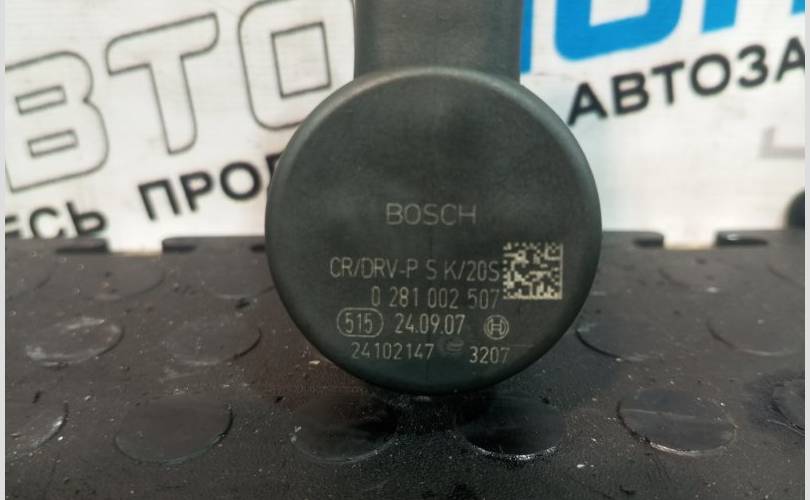 ВТО
АВТОЗА
ЕСЬ ПРО
BOSCH
CR/DRV-P S K/20S
0 281 002 507
515 24.09.07
24102147 3207